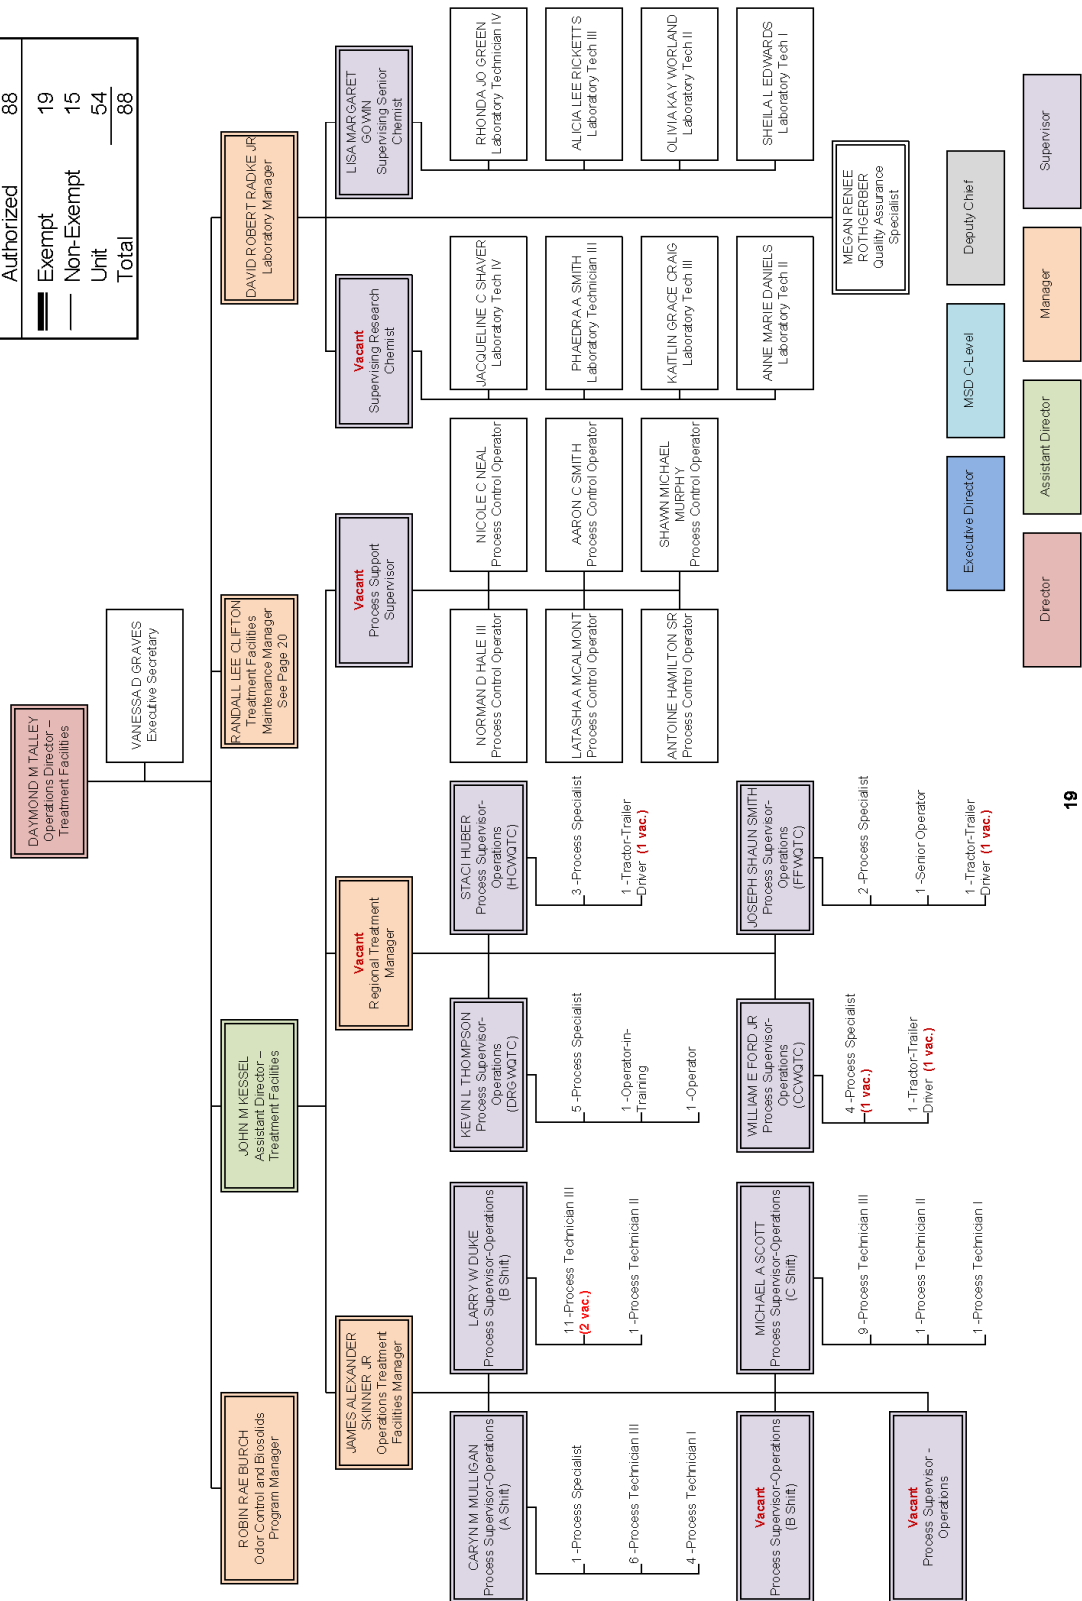 Authorized 88
Exempt 19
Non-Exempt 15
Unit 54
Total 88
DAYMOND M TALLEY
Operations Director –
Treatment Facilities
VANESSA D GRAVES
Executive Secretary
ROBIN RAE BURCH
Odor Control and Biosolids
Program Manager
JOHN M KESSEL
Assistant Director –
Treatment Facilities
RANDALL LEE CLIFTON
Treatment Facilities
Maintenance Manager
See Page 20
DAVID ROBERT RADKE JR
Laboratory Manager
JAMES ALEXANDER
SKINNER JR
Operations Treatment
Facilities Manager
Vacant
Regional Treatment
Manager
Vacant
Process Support
Supervisor
Vacant
Supervising Research
Chemist
LISA MARGARET
GOWIN
Supervising Senior
Chemist
CARYN M MULLIGAN
Process Supervisor-Operations
(A Shift)
1 -Process Specialist
6 -Process Technician III
4 -Process Technician I
LARRY W DUKE
Process Supervisor-Operations
(B Shift)
11-Process Technician III
(2 vac.)
1 -Process Technician II
KEVIN L THOMPSON
Process Supervisor-
Operations
(DRGWQTC)
5 -Process Specialist
1 -Operator-in-
Training
1 -Operator
STACI HUBER
Process Supervisor-
Operations
(HCWQTC)
3 -Process Specialist
1 -Tractor-Trailer
Driver (1 vac.)
NORMAN D HALE III
Process Control Operator
NICOLE C NEAL
Process Control Operator
LATASHA A MCALMONT
Process Control Operator
AARON C SMITH
Process Control Operator
ANTOINE HAMILTON SR
Process Control Operator
SHAWN MICHAEL
MURPHY
Process Control Operator
JACQUELINE C SHAVER
Laboratory Tech IV
PHAEDRA A SMITH
Laboratory Technician III
KAITLIN GRACE CRAIG
Laboratory Tech III
ANNE MARIE DANIELS
Laboratory Tech II
RHONDA JO GREEN
Laboratory Technician IV
ALICIA LEE RICKETTS
Laboratory Tech III
OLIVIA KAY WORLAND
Laboratory Tech II
SHEILA L EDWARDS
Laboratory Tech I
Vacant
Process Supervisor-Operations
(B Shift)
MICHAEL A SCOTT
Process Supervisor-Operations
(C Shift)
9 -Process Technician III
1 -Process Technician II
1 -Process Technician I
WILLIAM E FORD JR
Process Supervisor-
Operations
(CCWQTC)
4 -Process Specialist
(1 vac.)
1 -Tractor-Trailer
Driver (1 vac.)
JOSEPH SHAUN SMITH
Process Supervisor-
Operations
(FFWQTC)
2 -Process Specialist
1 -Senior Operator
1 -Tractor-Trailer
Driver (1 vac.)
MEGAN RENEE
ROTHGERBER
Quality Assurance
Specialist
Vacant
Process Supervisor -
Operations
Executive Director
MSD C-Level
Deputy Chief
Director
Assistant Director
Manager
Supervisor
19